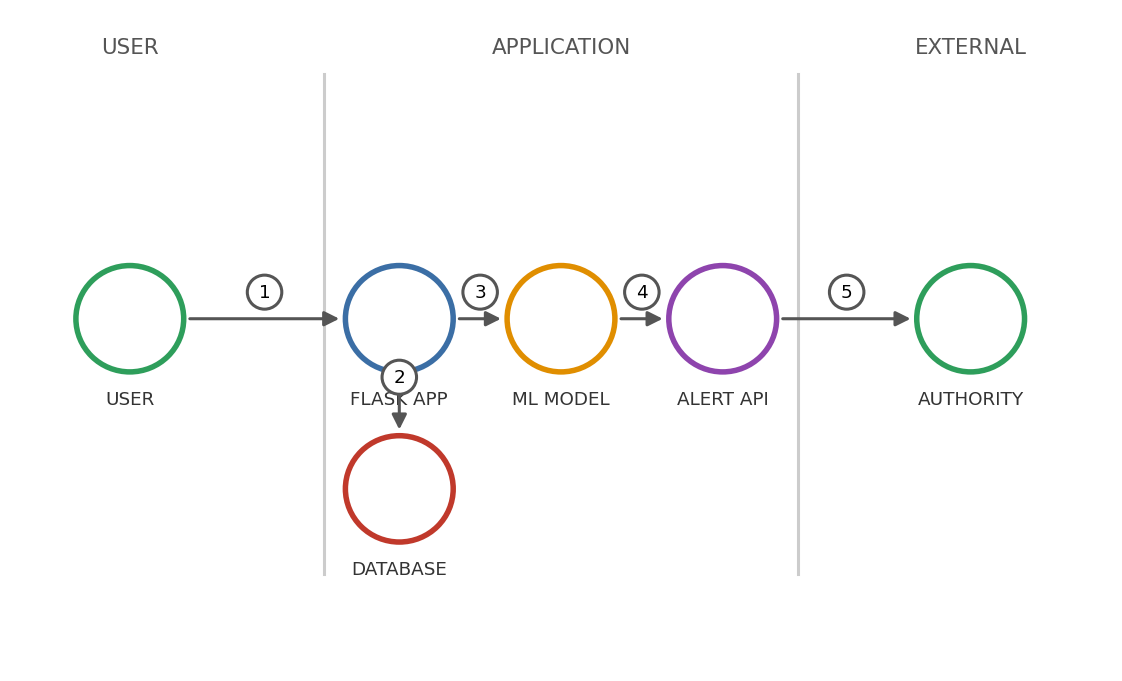 USER
APPLICATION
EXTERNAL
1
3
4
5
2
USER
FLASK APP
ML MODEL
ALERT API
AUTHORITY
DATABASE